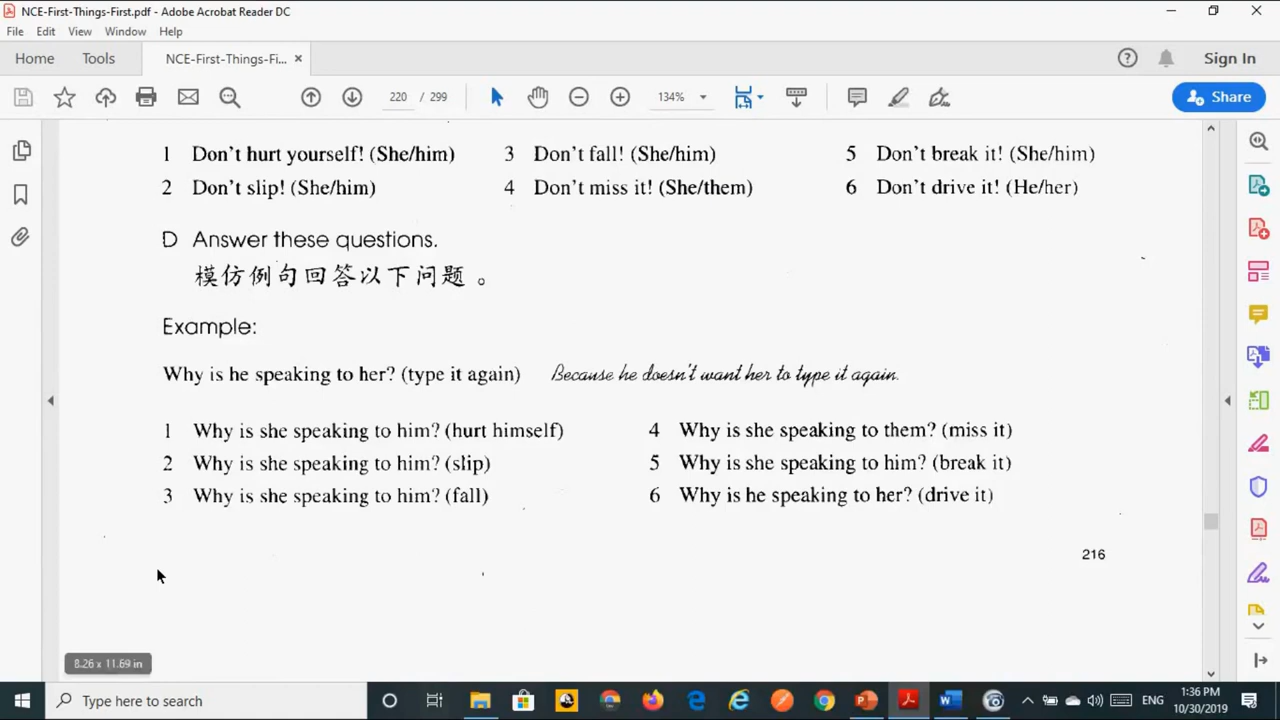 NCE-First-Things-First.pdf - Adobe Acrobat Reader DC
File Edit View Window Help
Home Tools NCE-First-Things-Fi... × Sign In
220 / 299 134% Share
1 Don't hurt yourself! (She/him) 3 Don't fall! (She/him) 5 Don't break it! (She/him)
2 Don't slip! (She/him) 4 Don't miss it! (She/them) 6 Don't drive it! (He/her)
D Answer these questions.
模仿例句回答以下问题。
Example:
Why is he speaking to her? (type it again) Because he doesn't want her to type it again.
1 Why is she speaking to him? (hurt himself) 4 Why is she speaking to them? (miss it)
2 Why is she speaking to him? (slip) 5 Why is she speaking to him? (break it)
3 Why is she speaking to him? (fall) 6 Why is he speaking to her? (drive it)
216
8.26 x 11.69 in
Type here to search ENG 1:36 PM
10/30/2019